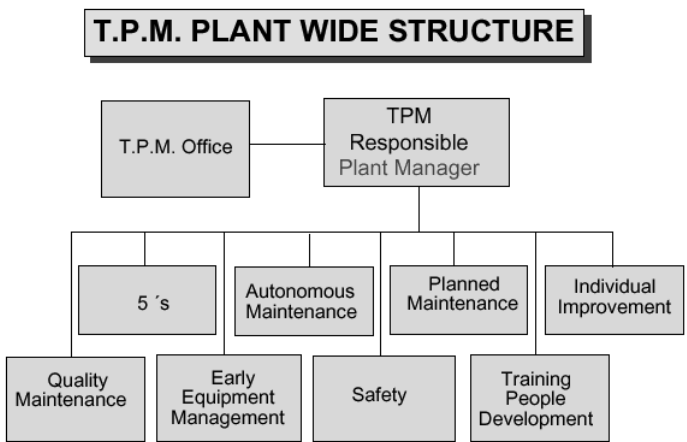 T.P.M. PLANT WIDE STRUCTURE
T.P.M. Office
TPM
Responsible
Plant Manager
5 ´s
Autonomous
Maintenance
Planned
Maintenance
Individual
Improvement
Quality
Maintenance
Early
Equipment
Management
Safety
Training
People
Development